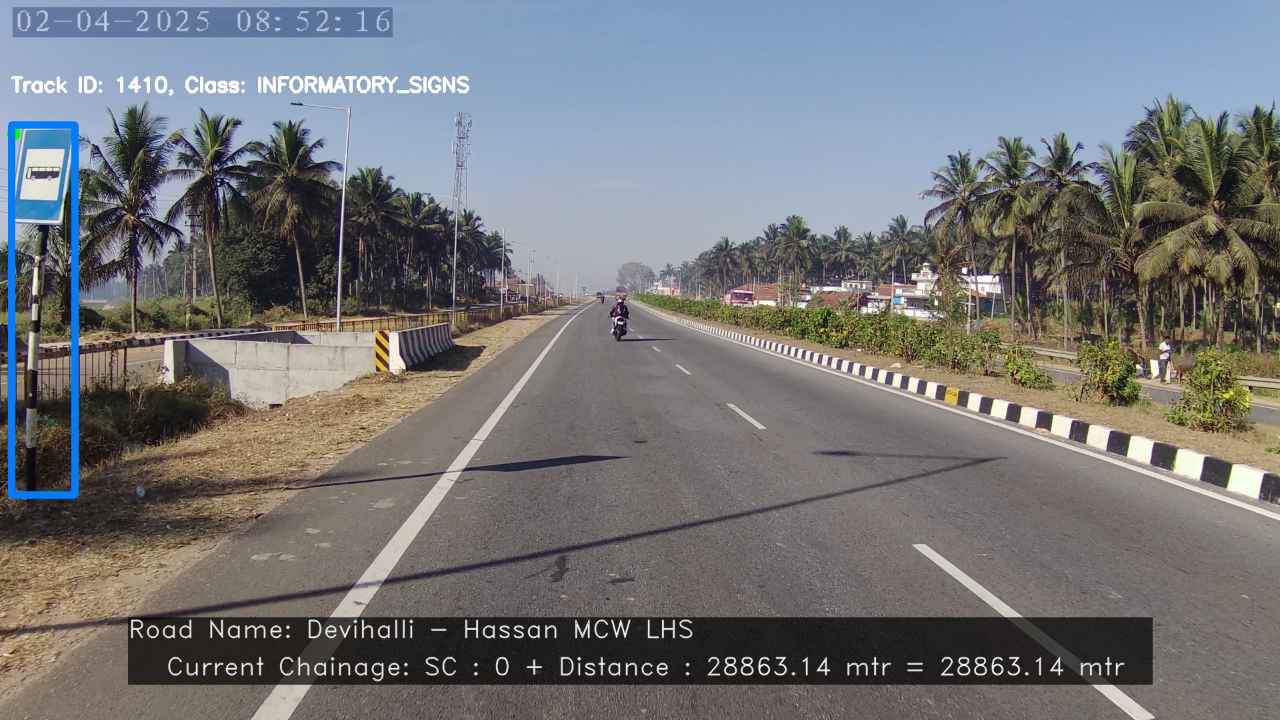 02-04-2025 08:52:16
Track ID: 1410, Class: INFORMATORY_SIGNS
Road Name: Devihalli - Hassan MCW LHS
Current Chainage: SC : 0 + Distance : 28863.14 mtr = 28863.14 mtr